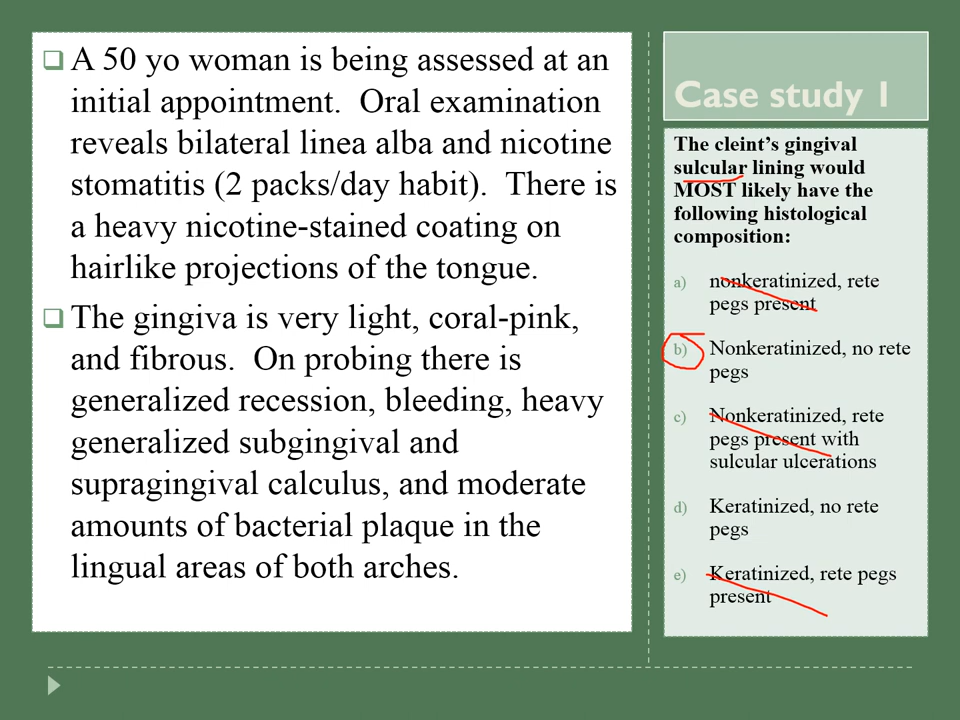 A 50 yo woman is being assessed at an
initial appointment.  Oral examination
reveals bilateral linea alba and nicotine
stomatitis (2 packs/day habit).  There is
a heavy nicotine-stained coating on
hairlike projections of the tongue.
The gingiva is very light, coral-pink,
and fibrous.  On probing there is
generalized recession, bleeding, heavy
generalized subgingival and
supragingival calculus, and moderate
amounts of bacterial plaque in the
lingual areas of both arches.
Case study 1
The cleint’s gingival
sulcular lining would
MOST likely have the
following histological
composition:
a) nonkeratinized, rete
pegs present
b) Nonkeratinized, no rete
pegs
c) Nonkeratinized, rete
pegs present with
sulcular ulcerations
d) Keratinized, no rete
pegs
e) Keratinized, rete pegs
present